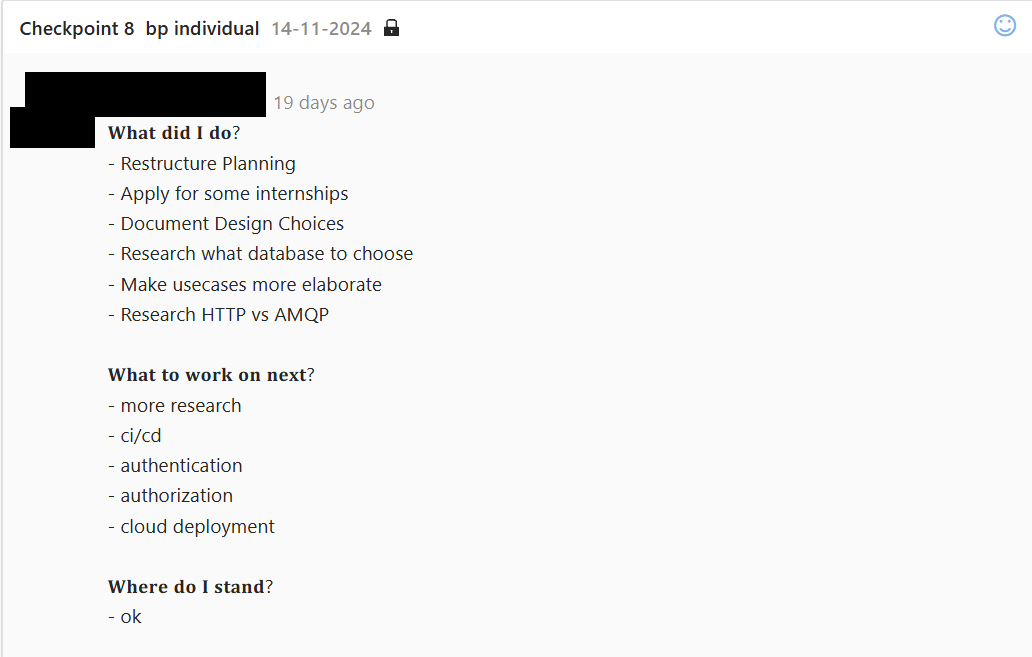 Checkpoint 8 bp individual 14-11-2024
19 days ago
What did I do?
- Restructure Planning
- Apply for some internships
- Document Design Choices
- Research what database to choose
- Make usecases more elaborate
- Research HTTP vs AMQP
What to work on next?
- more research
- ci/cd
- authentication
- authorization
- cloud deployment
Where do I stand?
- ok